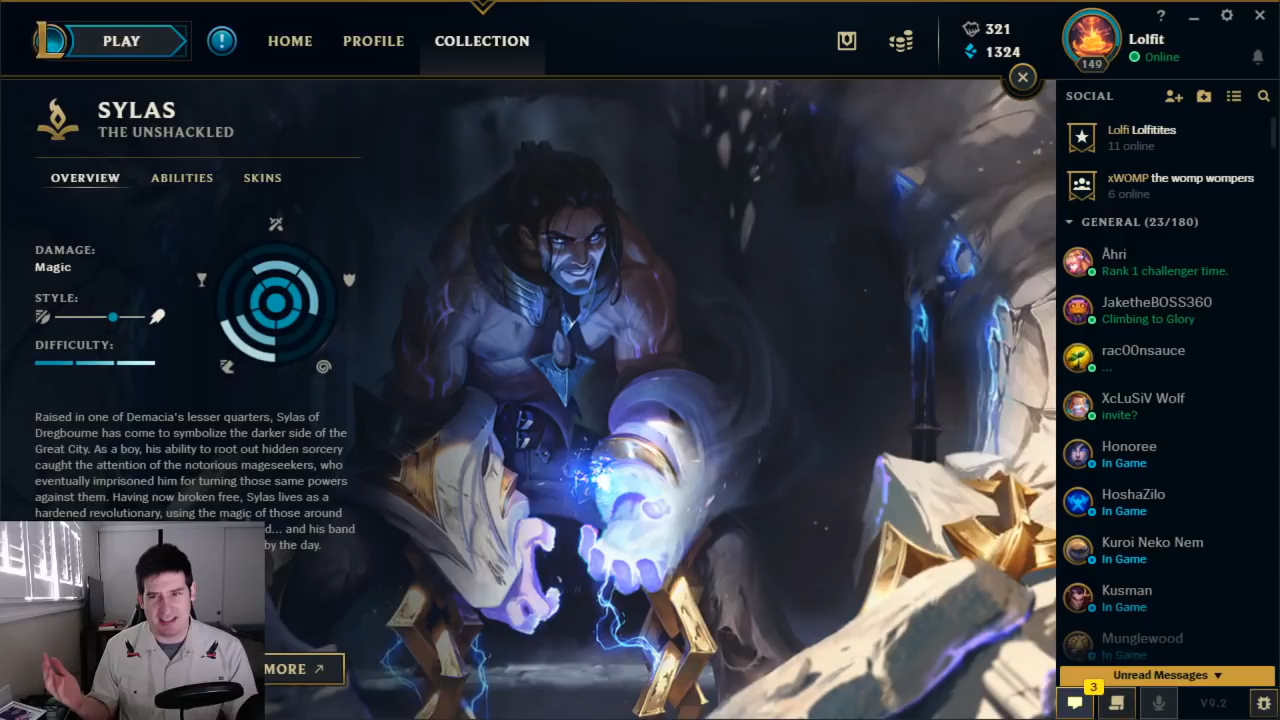 PLAY
HOME
PROFILE
COLLECTION
321
1324
149
Lolfit
Online
SYLAS
THE UNSHACKLED
OVERVIEW
ABILITIES
SKINS
DAMAGE:
Magic
STYLE:
DIFFICULTY:
Raised in one of Demacia's lesser quarters, Sylas of
Dregbourne has come to symbolize the darker side of the
Great City. As a boy, his ability to root out hidden sorcery
caught the attention of the notorious mageseekers, who
eventually imprisoned him for turning those same powers
against them. Having now broken free, Sylas lives as a
hardened revolutionary, using the magic of those around
d... and his band
by the day.
MORE
SOCIAL
Lolfi Lolfitites
11 online
xWOMP the womp wompers
6 online
GENERAL (23/180)
Åhri
Rank 1 challenger time.
JaketheBOSS360
Climbing to Glory
rac00nsauce
...
XcLuSiV Wolf
invite?
Honoree
In Game
HoshaZilo
In Game
Kuroi Neko Nem
In Game
Kusman
In Game
Munglewood
In Game
Unread Messages
3
V9.2